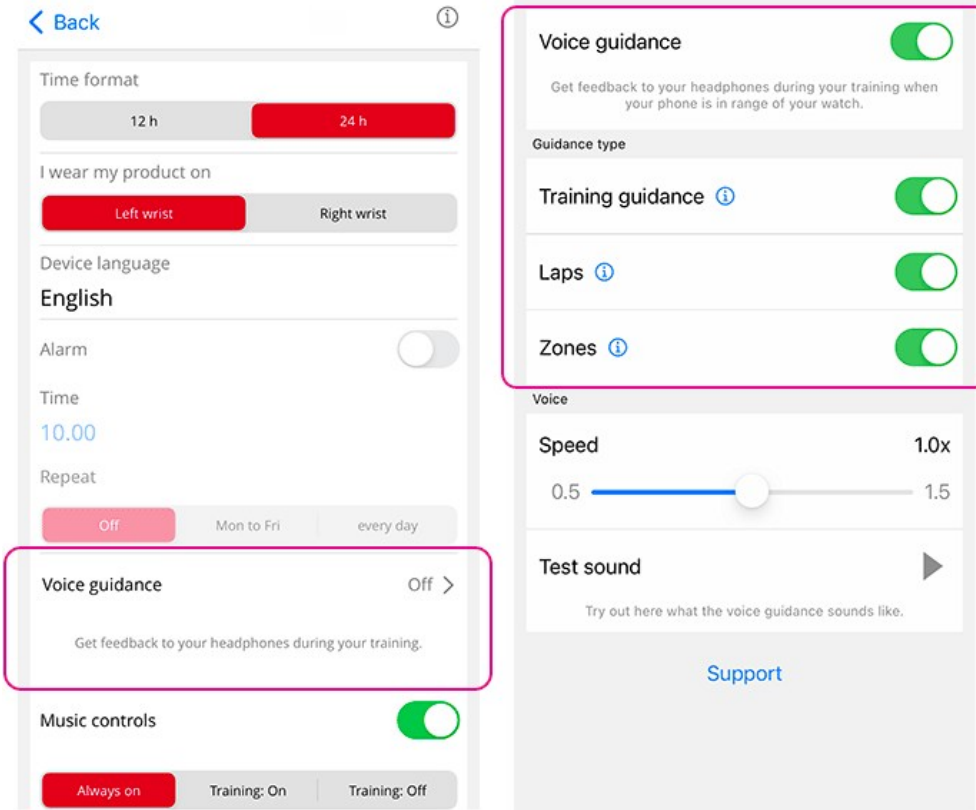 Back
Time format
12 h
24 h
I wear my product on
Left wrist
Right wrist
Device language
English
Alarm
Time
10.00
Repeat
Off
Mon to Fri
every day
Voice guidance
Off
Get feedback to your headphones during your training.
Music controls
Always on
Training: On
Training: Off
Voice guidance
Get feedback to your headphones during your training when
your phone is in range of your watch.
Guidance type
Training guidance
Laps
Zones
Voice
Speed
1.0x
0.5
1.5
Test sound
Try out here what the voice guidance sounds like.
Support